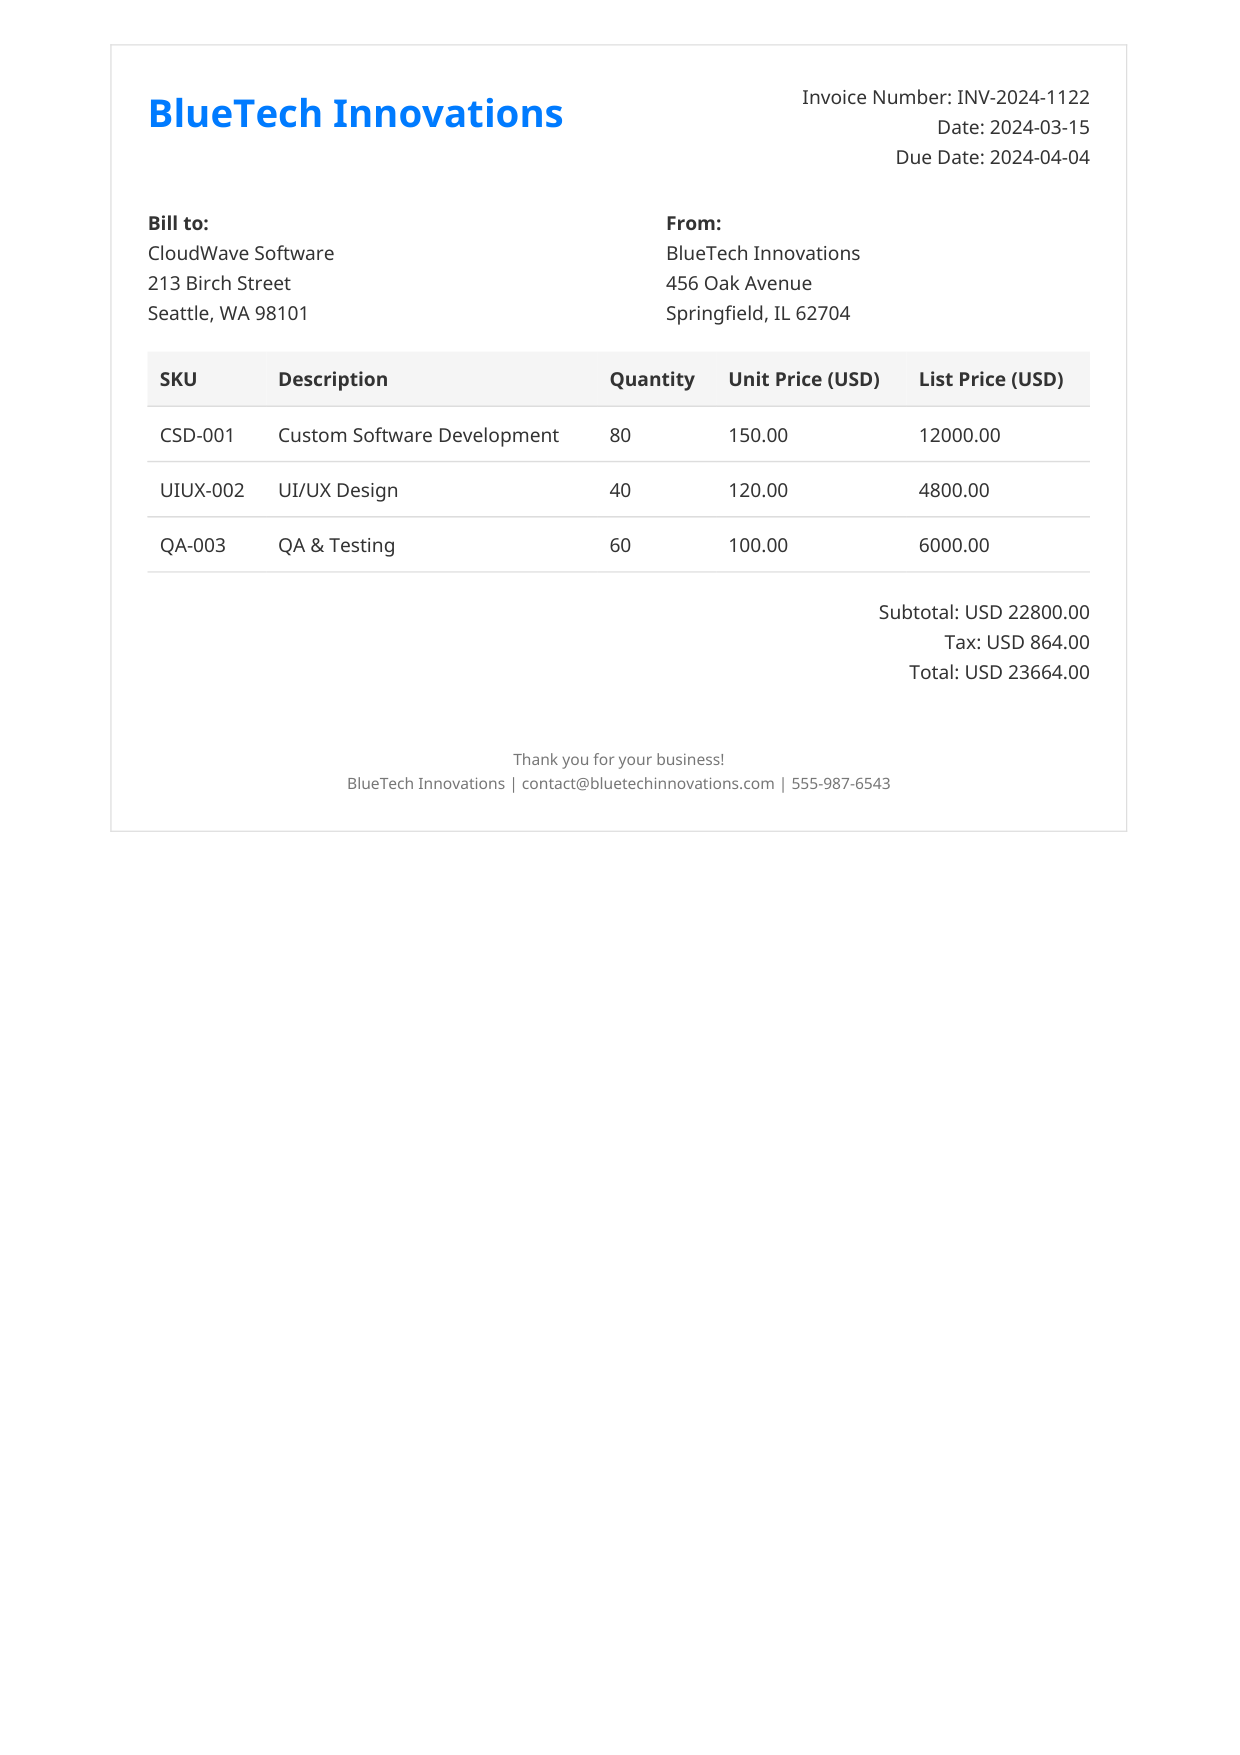 BlueTech Innovations
Invoice Number: INV-2024-1122
Date: 2024-03-15
Due Date: 2024-04-04
Bill to:
CloudWave Software
213 Birch Street
Seattle, WA 98101
From:
BlueTech Innovations
456 Oak Avenue
Springfield, IL 62704
SKU Description Quantity Unit Price (USD) List Price (USD)
CSD-001 Custom Software Development 80 150.00 12000.00
UIUX-002 UI/UX Design 40 120.00 4800.00
QA-003 QA & Testing 60 100.00 6000.00
Subtotal: USD 22800.00
Tax: USD 864.00
Total: USD 23664.00
Thank you for your business!
BlueTech Innovations | contact@bluetechinnovations.com | 555-987-6543